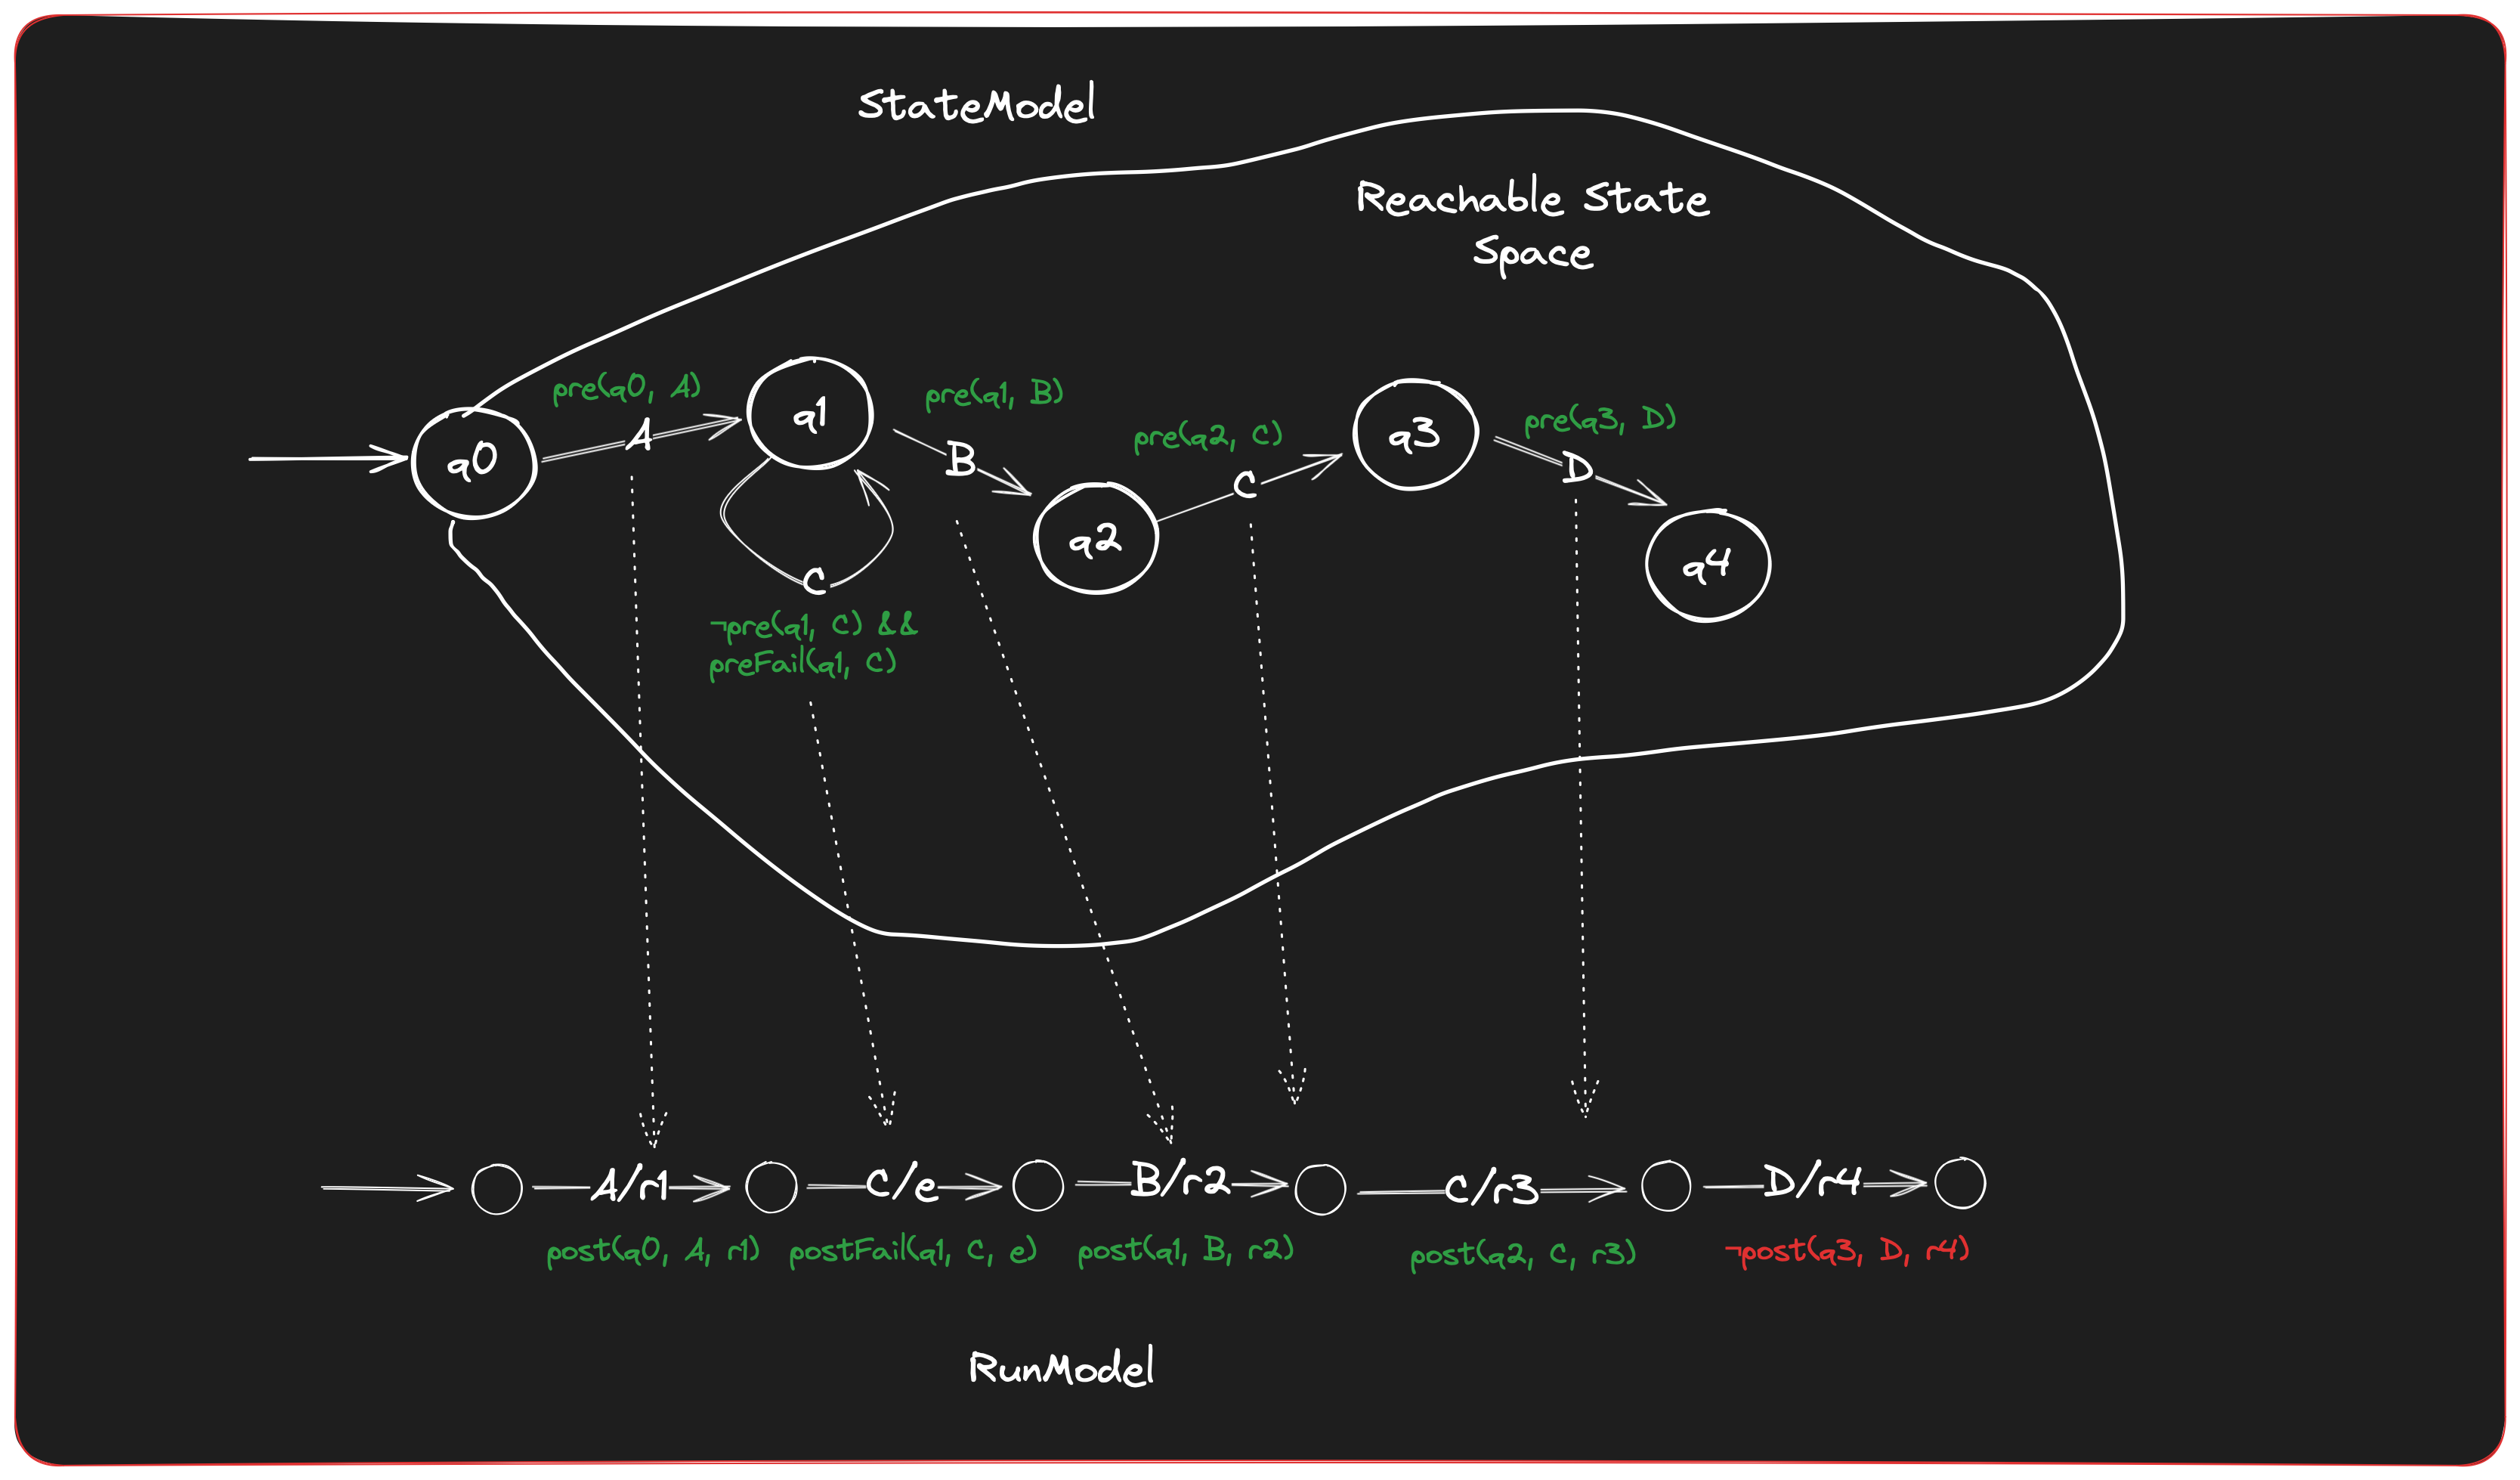 StateModel
Reachable State
Space
pre(q0, A)
A
q0
q1
pre(q1, B)
B
pre(q2, C)
C
q2
q3
pre(q3, D)
D
q4
C
¬pre(q1, C) &&
preFail(q1, C)
A/r1
C/e
B/r2
C/r3
D/r4
post(q0, A, r1)
postFail(q1, C, e)
post(q1, B, r2)
post(q2, C, r3)
¬post(q3, D, r4)
RunModel